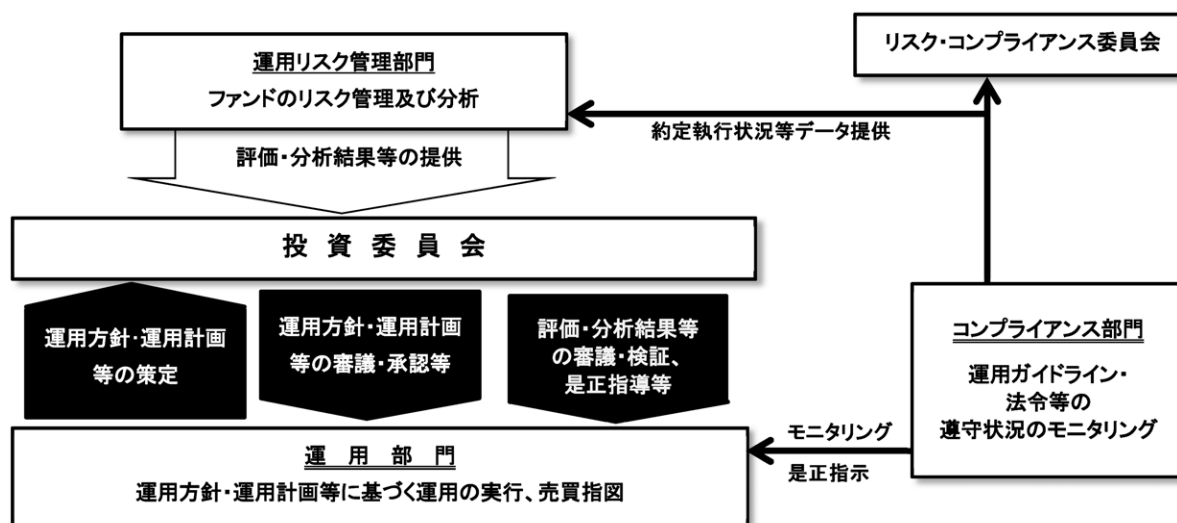 運用リスク管理部門
ファンドのリスク管理及び分析
リスク・コンプライアンス委員会
約定執行状況等データ提供
評価・分析結果等の提供
投資委員会
運用方針・運用計画
等の策定
運用方針・運用計画
等の審議・承認等
評価・分析結果等
の審議・検証、
是正指導等
コンプライアンス部門
運用ガイドライン・
法令等の
遵守状況のモニタリング
モニタリング
是正指示
運用部門
運用方針・運用計画等に基づく運用の実行、売買指図